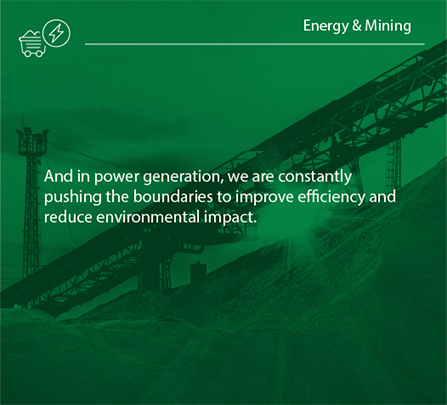 Energy & Mining
And in power generation, we are constantly
pushing the boundaries to improve efficiency and
reduce environmental impact.